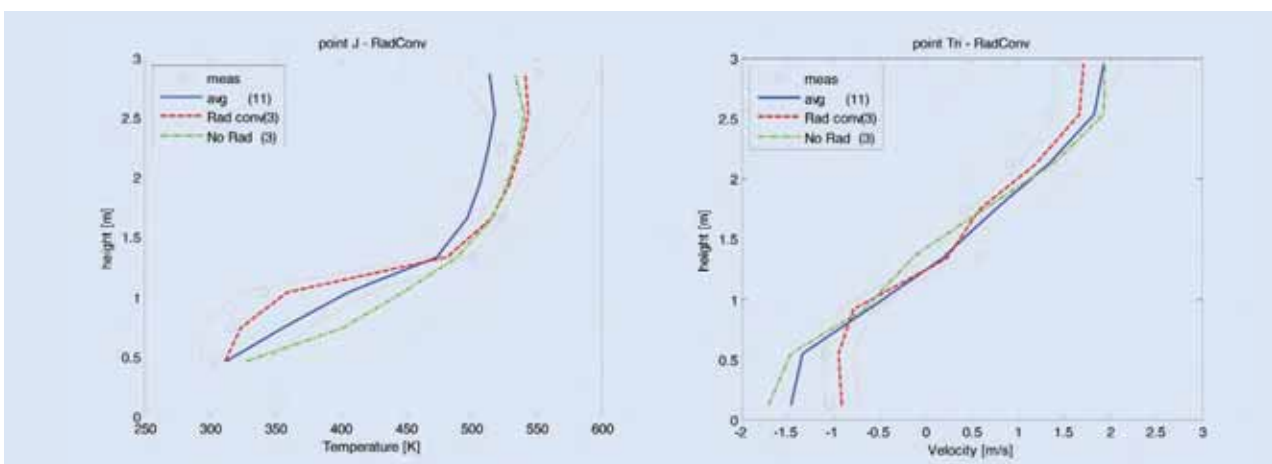 point J - RadConv
3
2.5
2
1.5
1
0.5
0
height [m]
meas
avg (11)
Rad conv(3)
No Rad (3)
250 300 350 400 450 500 550 600
Temperature [K]
point Tri - RadConv
3
2.5
2
1.5
1
0.5
0
height [m]
meas
avg (11)
Rad conv(3)
No Rad (3)
-2 -1.5 -1 -0.5 0 0.5 1 1.5 2 2.5 3
Velocity [m/s]